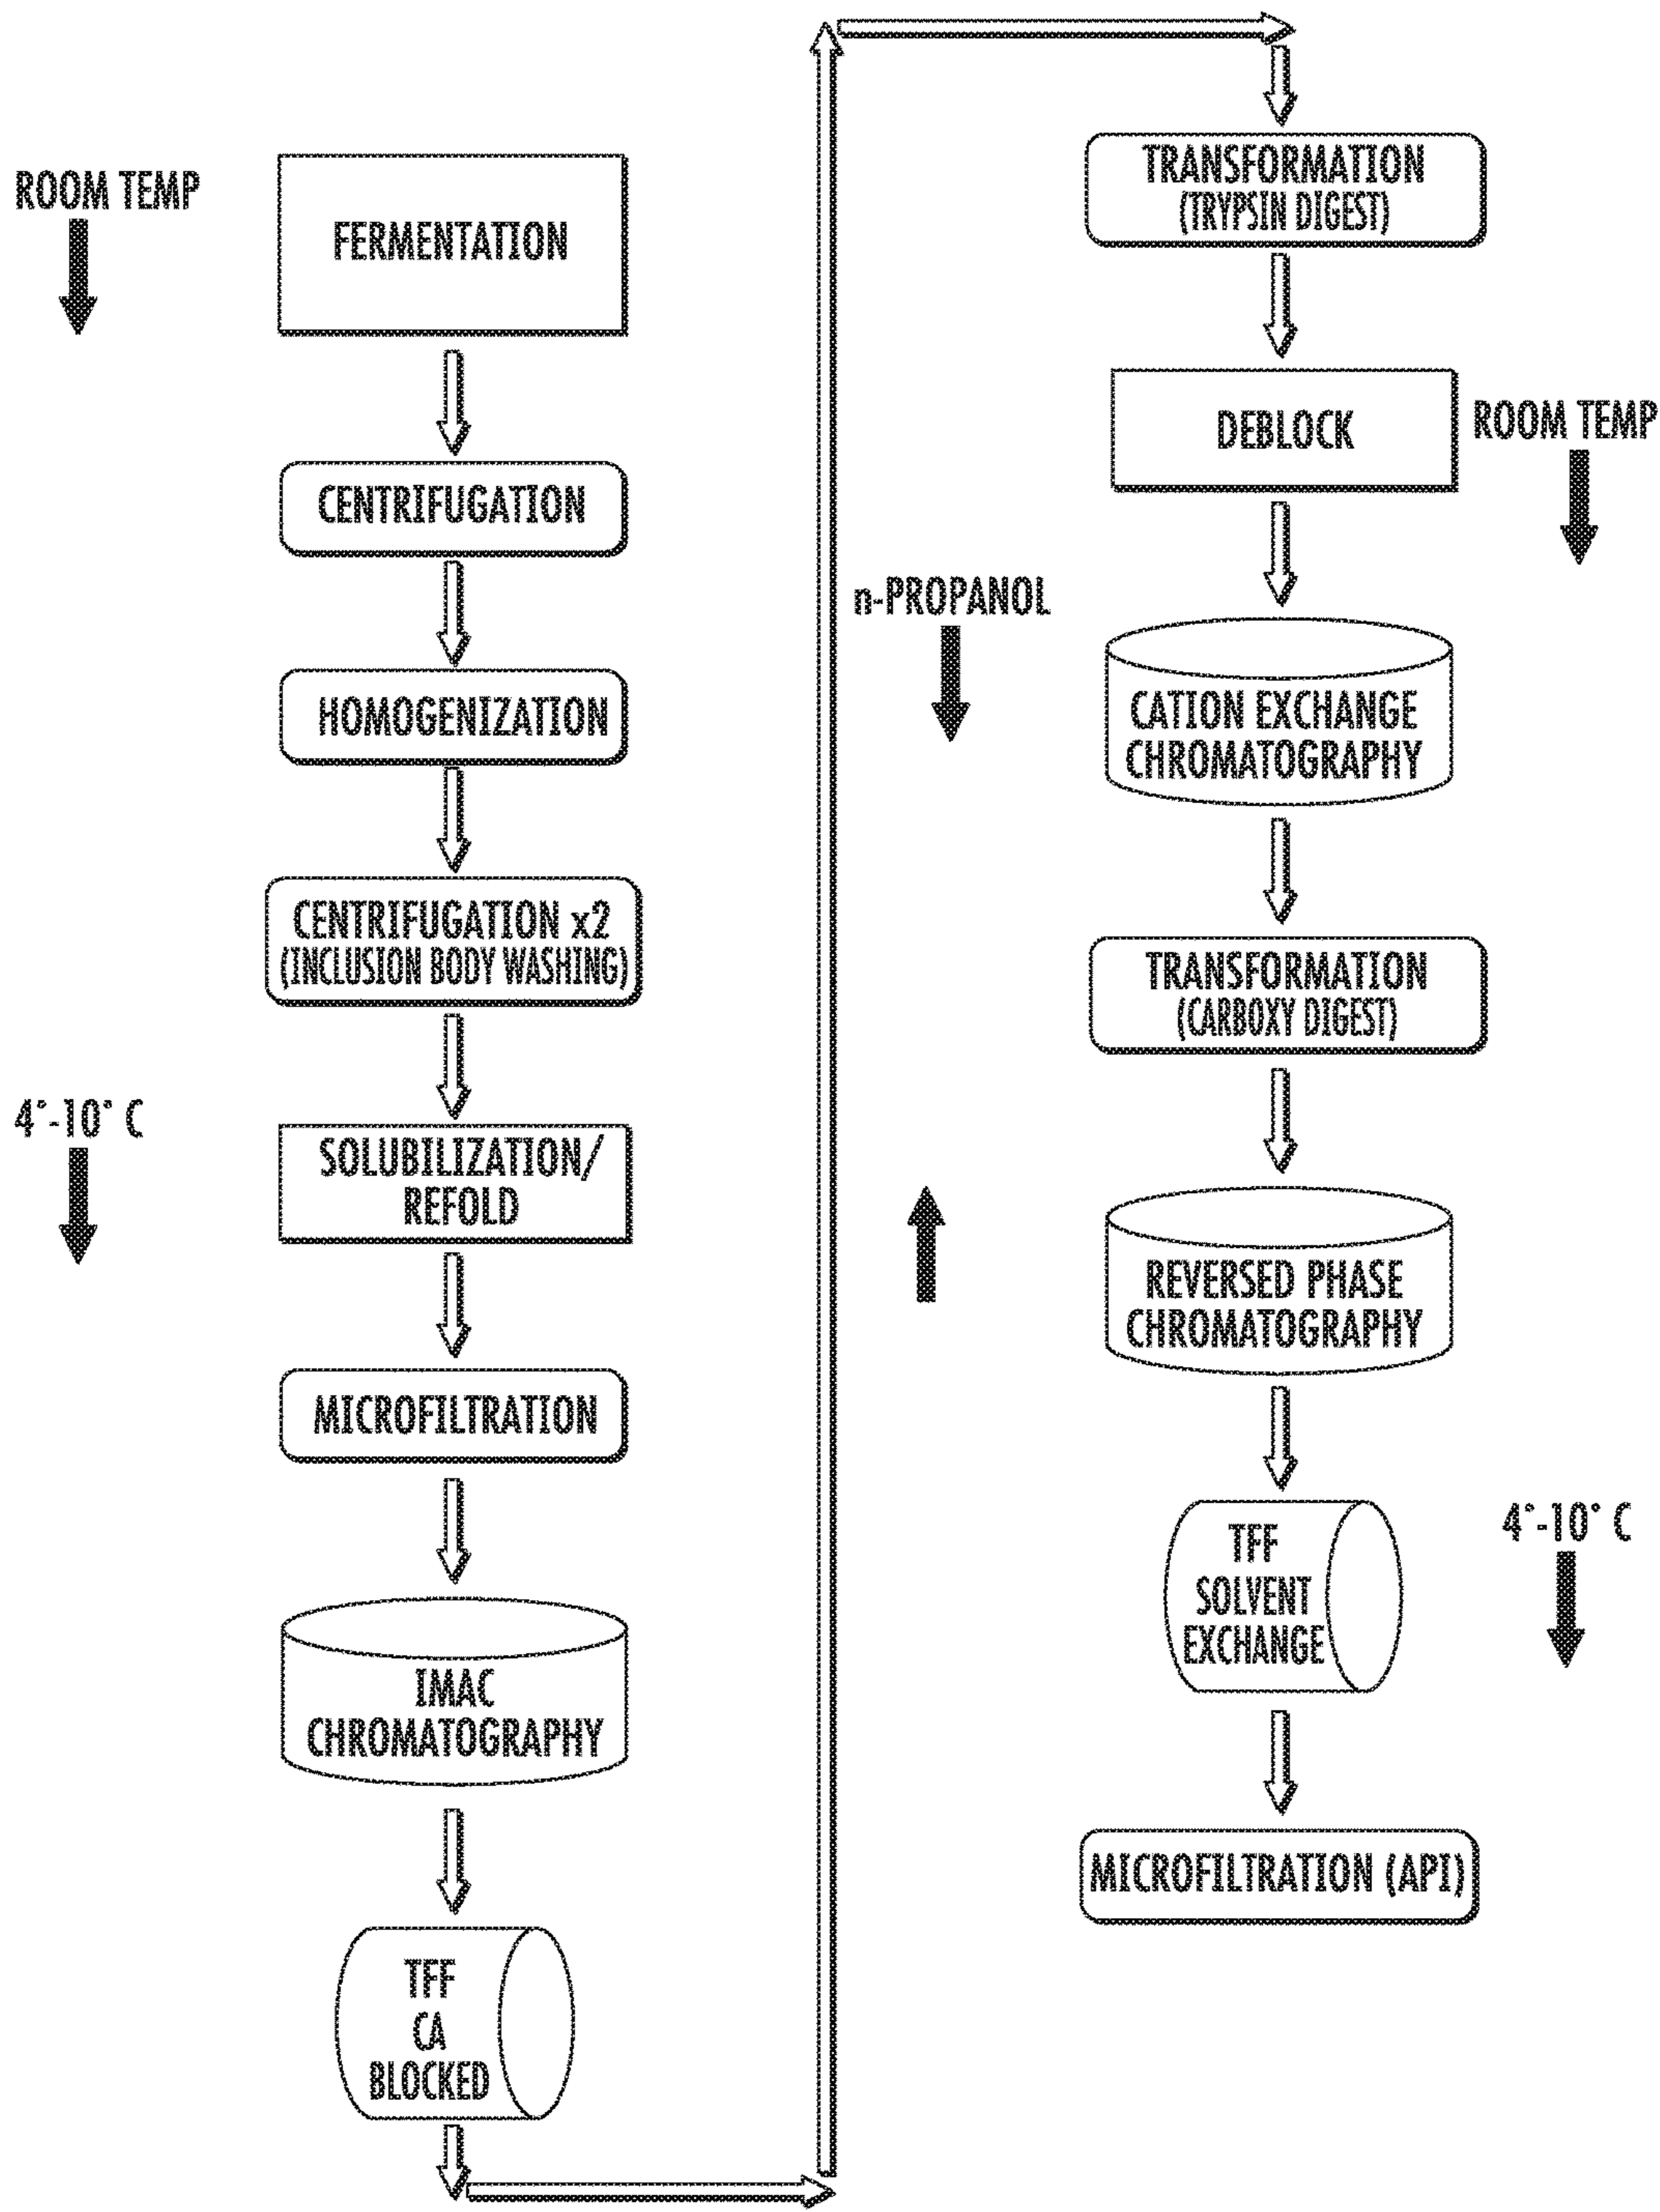 ROOM TEMP
FERMENTATION
CENTRIFUGATION
HOMOGENIZATION
CENTRIFUGATION x2
(INCLUSION BODY WASHING)
4°-10° C
SOLUBILIZATION/
REFOLD
MICROFILTRATION
IMAC
CHROMATOGRAPHY
TFF
CA
BLOCKED
TRANSFORMATION
(TRYPSIN DIGEST)
DEBLOCK
ROOM TEMP
n-PROPANOL
CATION EXCHANGE
CHROMATOGRAPHY
TRANSFORMATION
(CARBOXY DIGEST)
REVERSED PHASE
CHROMATOGRAPHY
TFF
SOLVENT
EXCHANGE
4°-10° C
MICROFILTRATION (API)